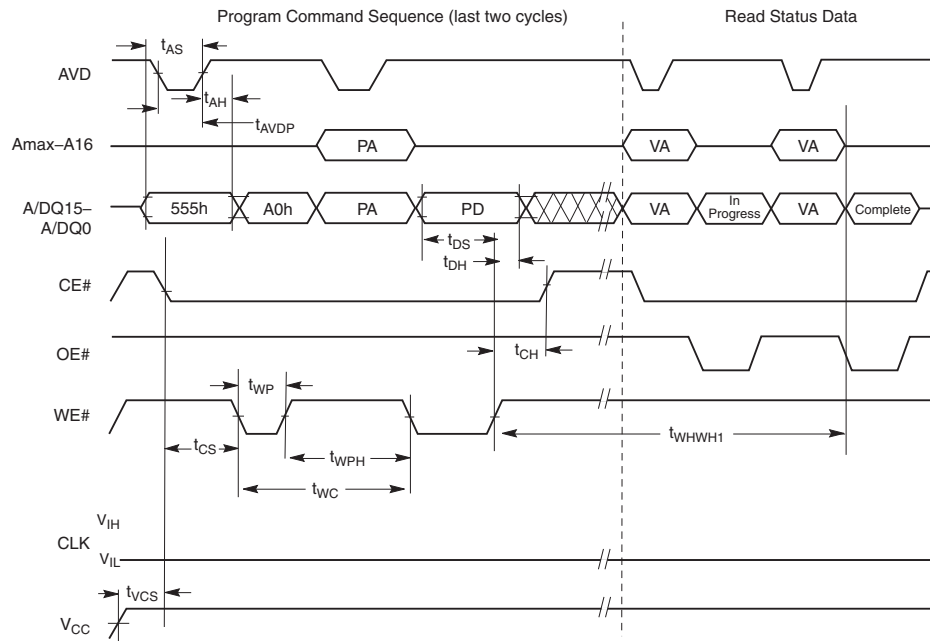 Program Command Sequence (last two cycles)
Read Status Data
tAS
AVD
tAH
tAVDP
Amax–A16
PA
VA
VA
A/DQ15–
A/DQ0
555h
A0h
PA
PD
VA
In
Progress
VA
Complete
tDS
tDH
CE#
OE#
tCH
tWP
WE#
tCS
tWPH
tWHWH1
tWC
VIH
CLK
VIL
tVCS
VCC